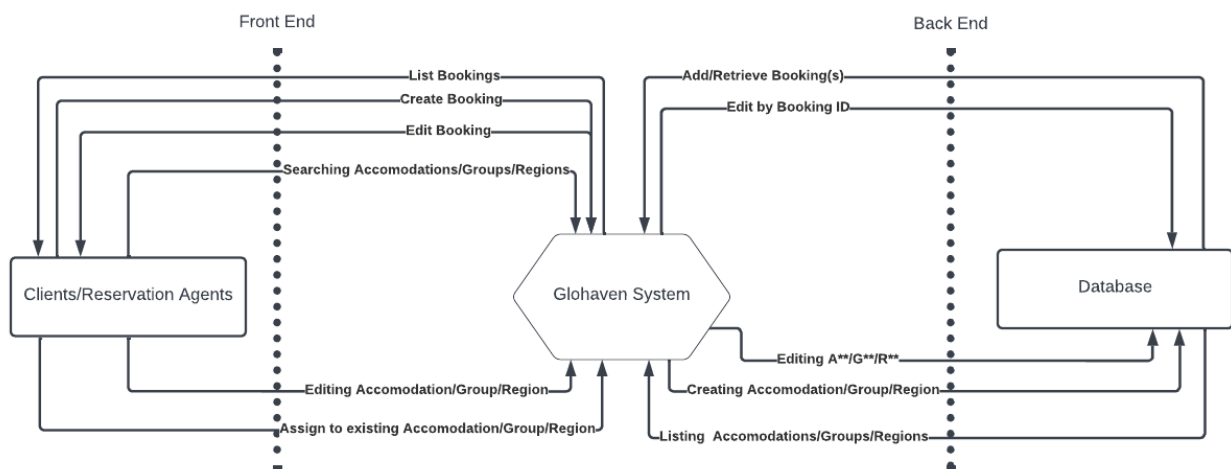 Front End
Back End
List Bookings
Add/Retrieve Booking(s)
Create Booking
Edit by Booking ID
Edit Booking
Searching Accomodations/Groups/Regions
Clients/Reservation Agents
Glohaven System
Database
Editing A**/G**/R**
Editing Accomodation/Group/Region
Creating Accomodation/Group/Region
Assign to existing Accomodation/Group/Region
Listing Accomodations/Groups/Regions